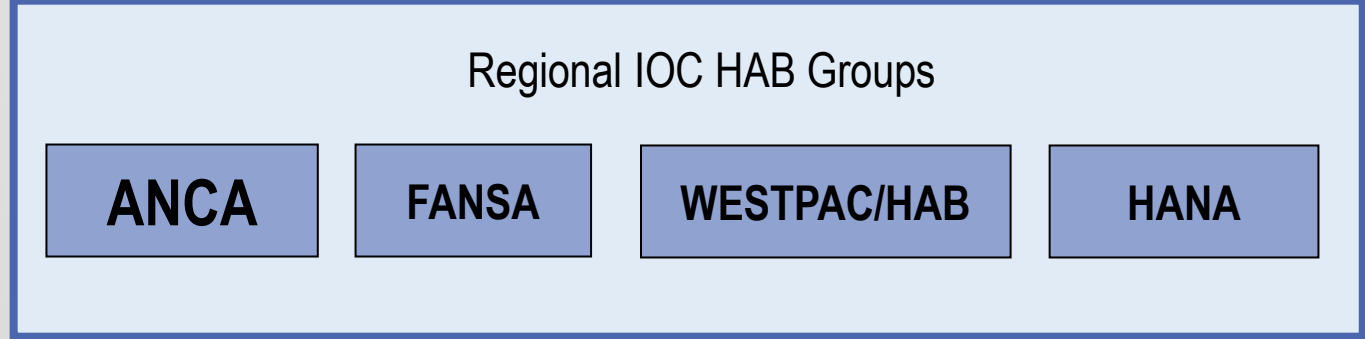 Regional IOC HAB Groups
ANCA
FANSA
WESTPAC/HAB
HANA